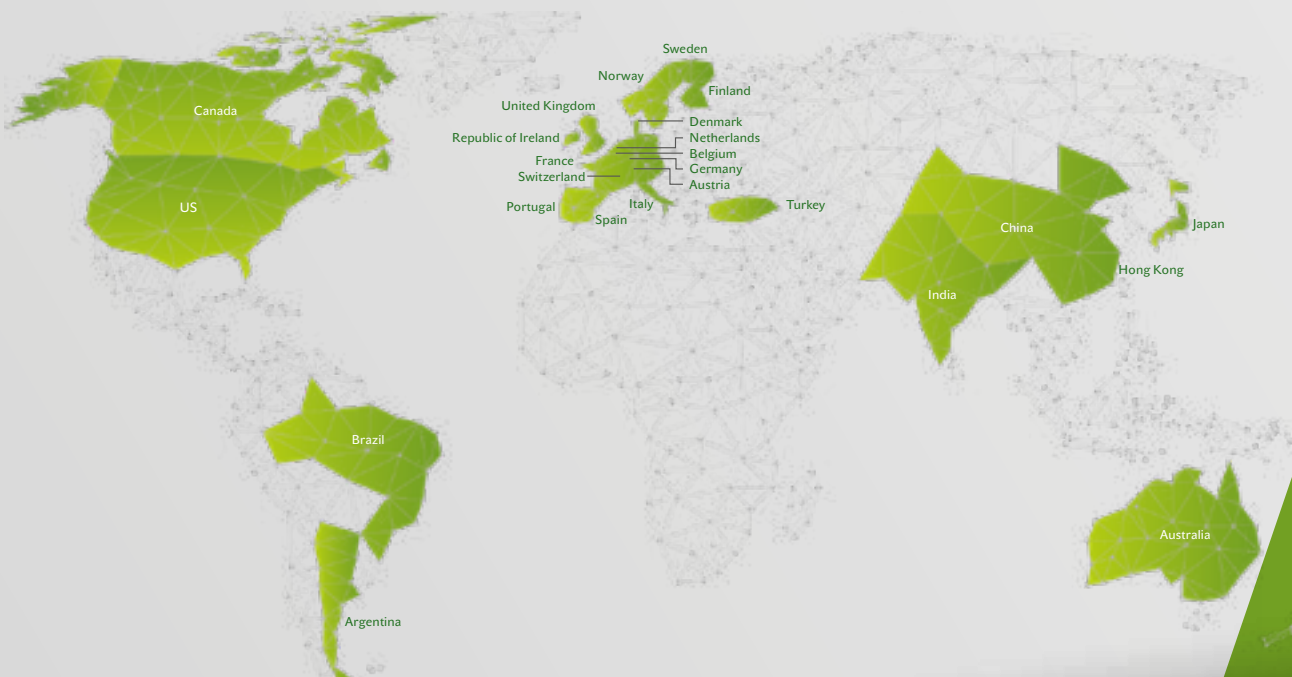 Sweden
Norway
Finland
Canada
United Kingdom
Denmark
Republic of Ireland
Netherlands
Belgium
France
Germany
Switzerland
Austria
US
Portugal
Italy
Spain
Turkey
China
Japan
Hong Kong
India
Brazil
Australia
Argentina